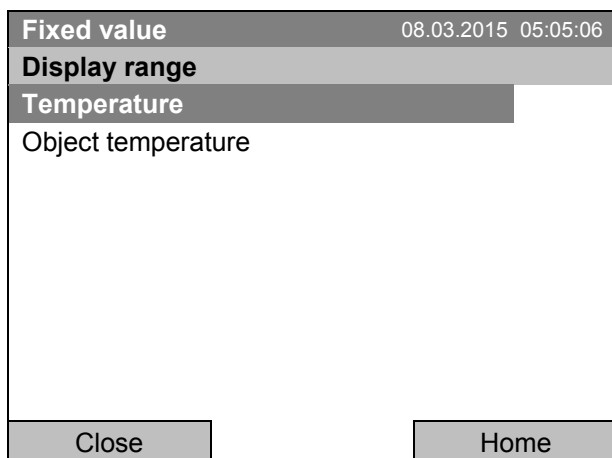 Fixed value 08.03.2015 05:05:06
Display range
Temperature
Object temperature
Close Home